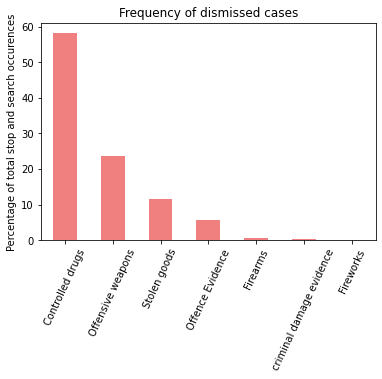 Frequency of dismissed cases
Percentage of total stop and search occurences
60
50
40
30
20
10
0
Controlled drugs
Offensive weapons
Stolen goods
Offence Evidence
Firearms
criminal damage evidence
Fireworks